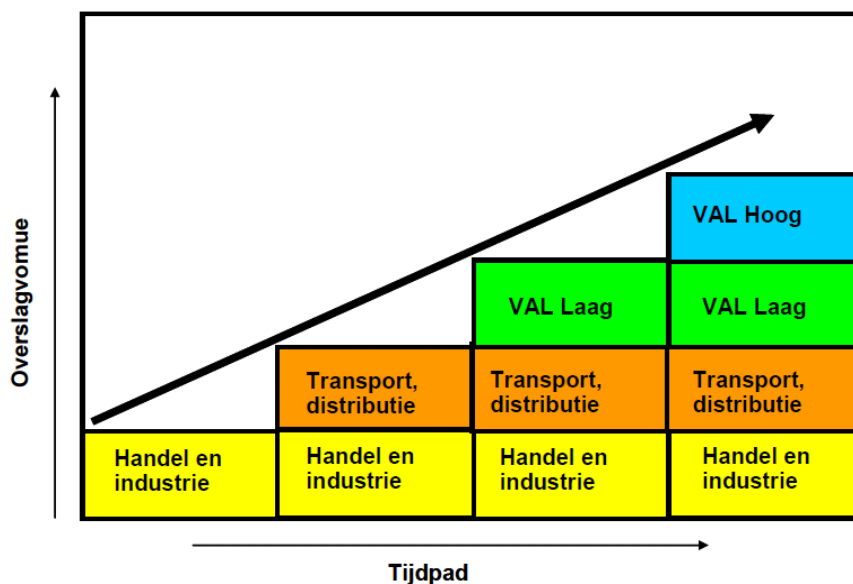 Overslagvomue
VAL Hoog
VAL Laag
VAL Laag
Transport,
distributie
Transport,
distributie
Transport,
distributie
Handel en
industrie
Handel en
industrie
Handel en
industrie
Handel en
industrie
Tijdpad